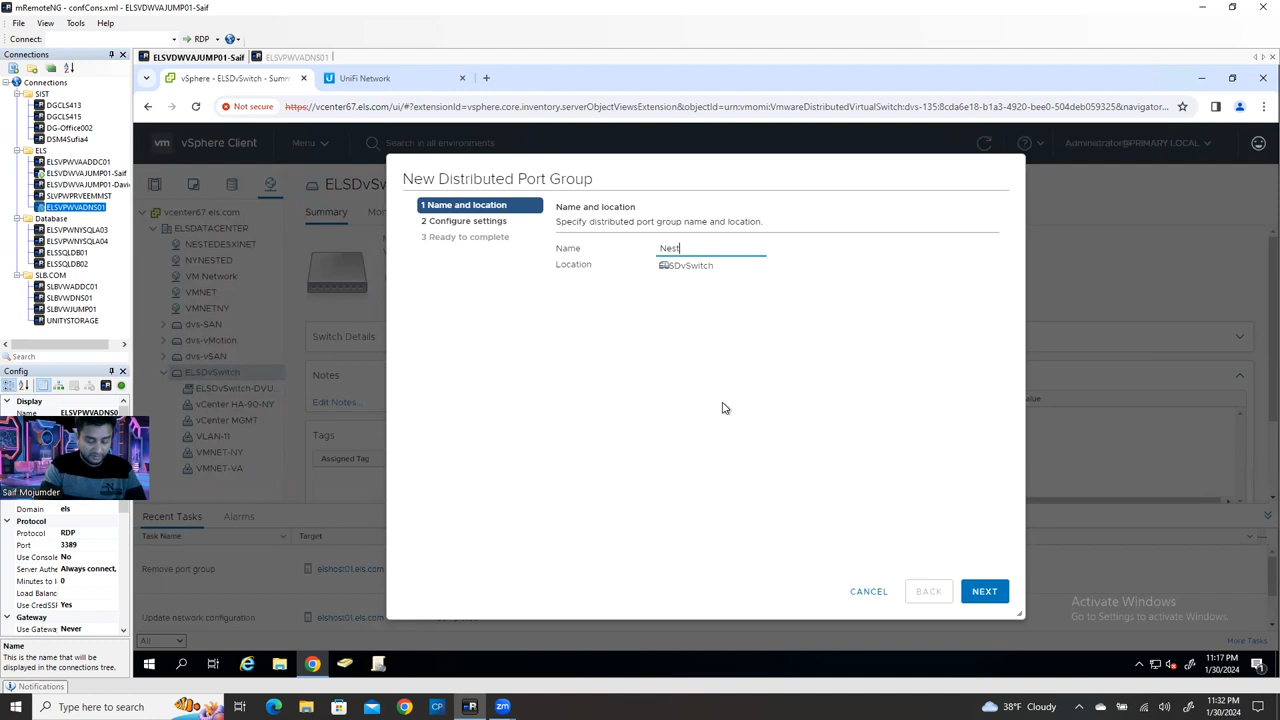 mRemoteNG - confCons.xml - ELSVDWVAJUMP01-Saif
File View Tools Help
Connect: RDP
Connections
ELSVDWVAJUMP01-Saif ELSVPWVADNS01
vSphere - ELSDvSwitch - Summ UniFi Network
Not secure https://vcenter67.els.com/ui/#?extensionId=vsphere.core.inventory.serverObjectViewsExtension&objectId=urn:vmomi:VmwareDistributedVirtualSwitch:dvs-135:8cda6e18-b1a3-4920-bee0-504deb059325&navigator...
Connections
SIST
DGCLS413
DGCLS415
DG-Office002
DSM4Sufia4
ELS
ELSVPWVAADDC01
ELSVDWVAJUMP01-Saif
ELSVDWVAJUMP01-Davi
SLVPWPRVEEMMST
ELSVPWVADNS01
Database
ELSVPWNYSQLA03
ELSVPWNYSQLA04
ELSSQLDB01
ELSSQLDB02
SLB.COM
SLBVWADDC01
SLBVWDNS01
SLBVWJUMP01
UNITYSTORAGE
Search
Config
Display
Name ELSVPWVADNS0
Saif Mojumder
Domain els
Protocol
Protocol RDP
Port 3389
Use Console No
Server Authe Always connect,
Minutes to I 0
Load Balanc
Use CredSSP Yes
Gateway
Use Gateway Never
Name
This is the name that will be
displayed in the connections tree.
Notifications
vm vSphere Client Menu Search in all environments Administrator@PRIMARY.LOCAL
vcenter67.els.com
ELSDATACENTER
NESTEDESXINET
NYNESTED
VM Network
VMNET
VMNETNY
dvs-SAN
dvs-vMotion
dvs-vSAN
ELSDvSwitch
ELSDvSwitch-DVU...
vCenter HA-90-NY
vCenter MGMT
VLAN-11
VMNET-NY
VMNET-VA
ELSDvSw
Summary Moni
Switch Details
Notes
Edit Notes...
Tags
Assigned Tag
New Distributed Port Group
1 Name and location
2 Configure settings
3 Ready to complete
Name and location
Specify distributed port group name and location.
Name Nest
Location ELSDvSwitch
CANCEL BACK NEXT
Recent Tasks Alarms
Task Name Target
Remove port group elshost01.els.com
Update network configuration elshost01.els.com
All
More Tasks
Activate Windows
Go to Settings to activate Windows.
11:17 PM
1/30/2024
Type here to search
38°F Cloudy
11:32 PM
1/30/2024